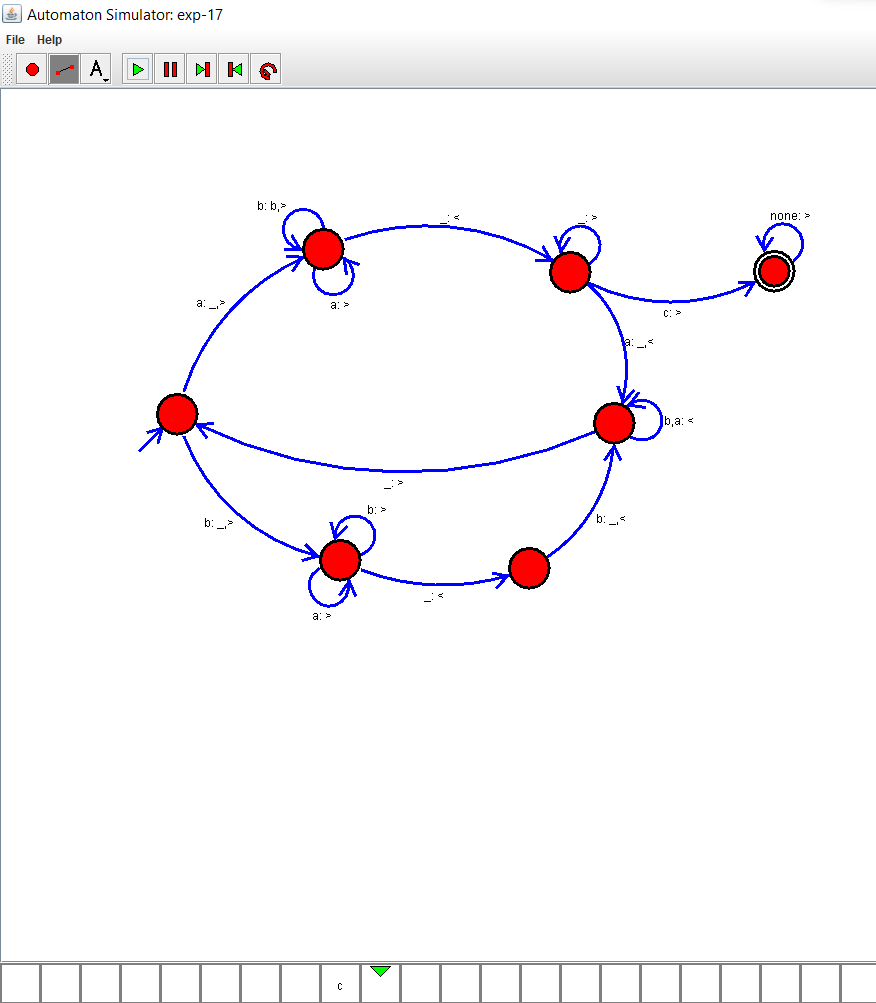 Automaton Simulator: exp-17
File Help
A
b: b,>
_: <
_: >
none: >
a: _,>
a: >
c: >
a: _,<
b,a: <
_: >
b: _,>
b: >
b: _,<
_: <
a: >
c